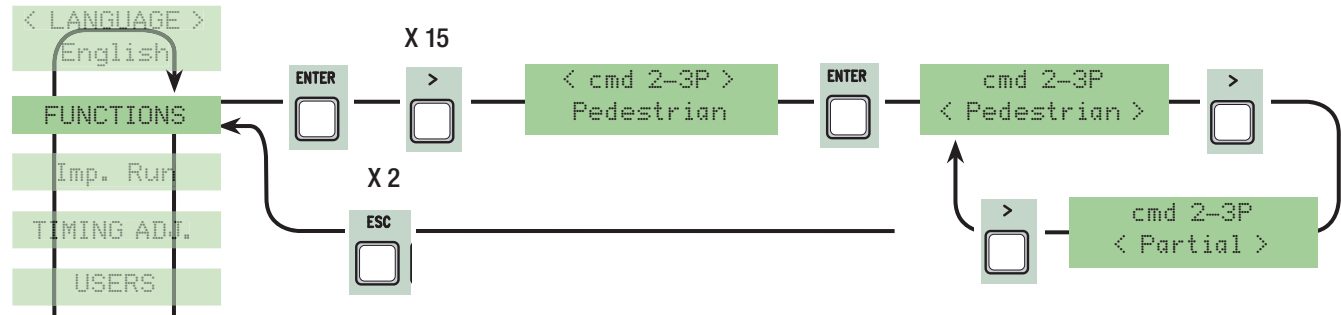 < LANGUAGE >
English
FUNCTIONS
Imp. Run
TIMING ADJ.
USERS
ENTER
X 15
>
< cmd 2–3P >
Pedestrian
ENTER
cmd 2–3P
< Pedestrian >
>
cmd 2–3P
< Partial >
>
X 2
ESC